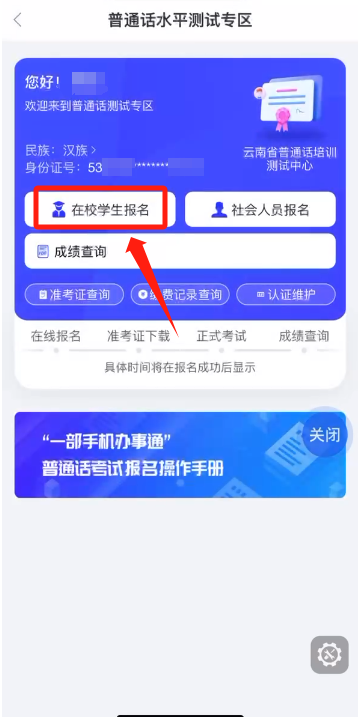 普通话水平测试专区
您好！
欢迎来到普通话测试专区
民族：汉族
身份证号：53 /*******
云南省普通话培训
测试中心
在校学生报名
社会人员报名
成绩查询
准考证查询
费记录查询
认证维护
在线报名
准考证下载
正式考试
成绩查询
具体时间将在报名成功后显示
“一部手机办事通”
普通话考试报名操作手册
关闭